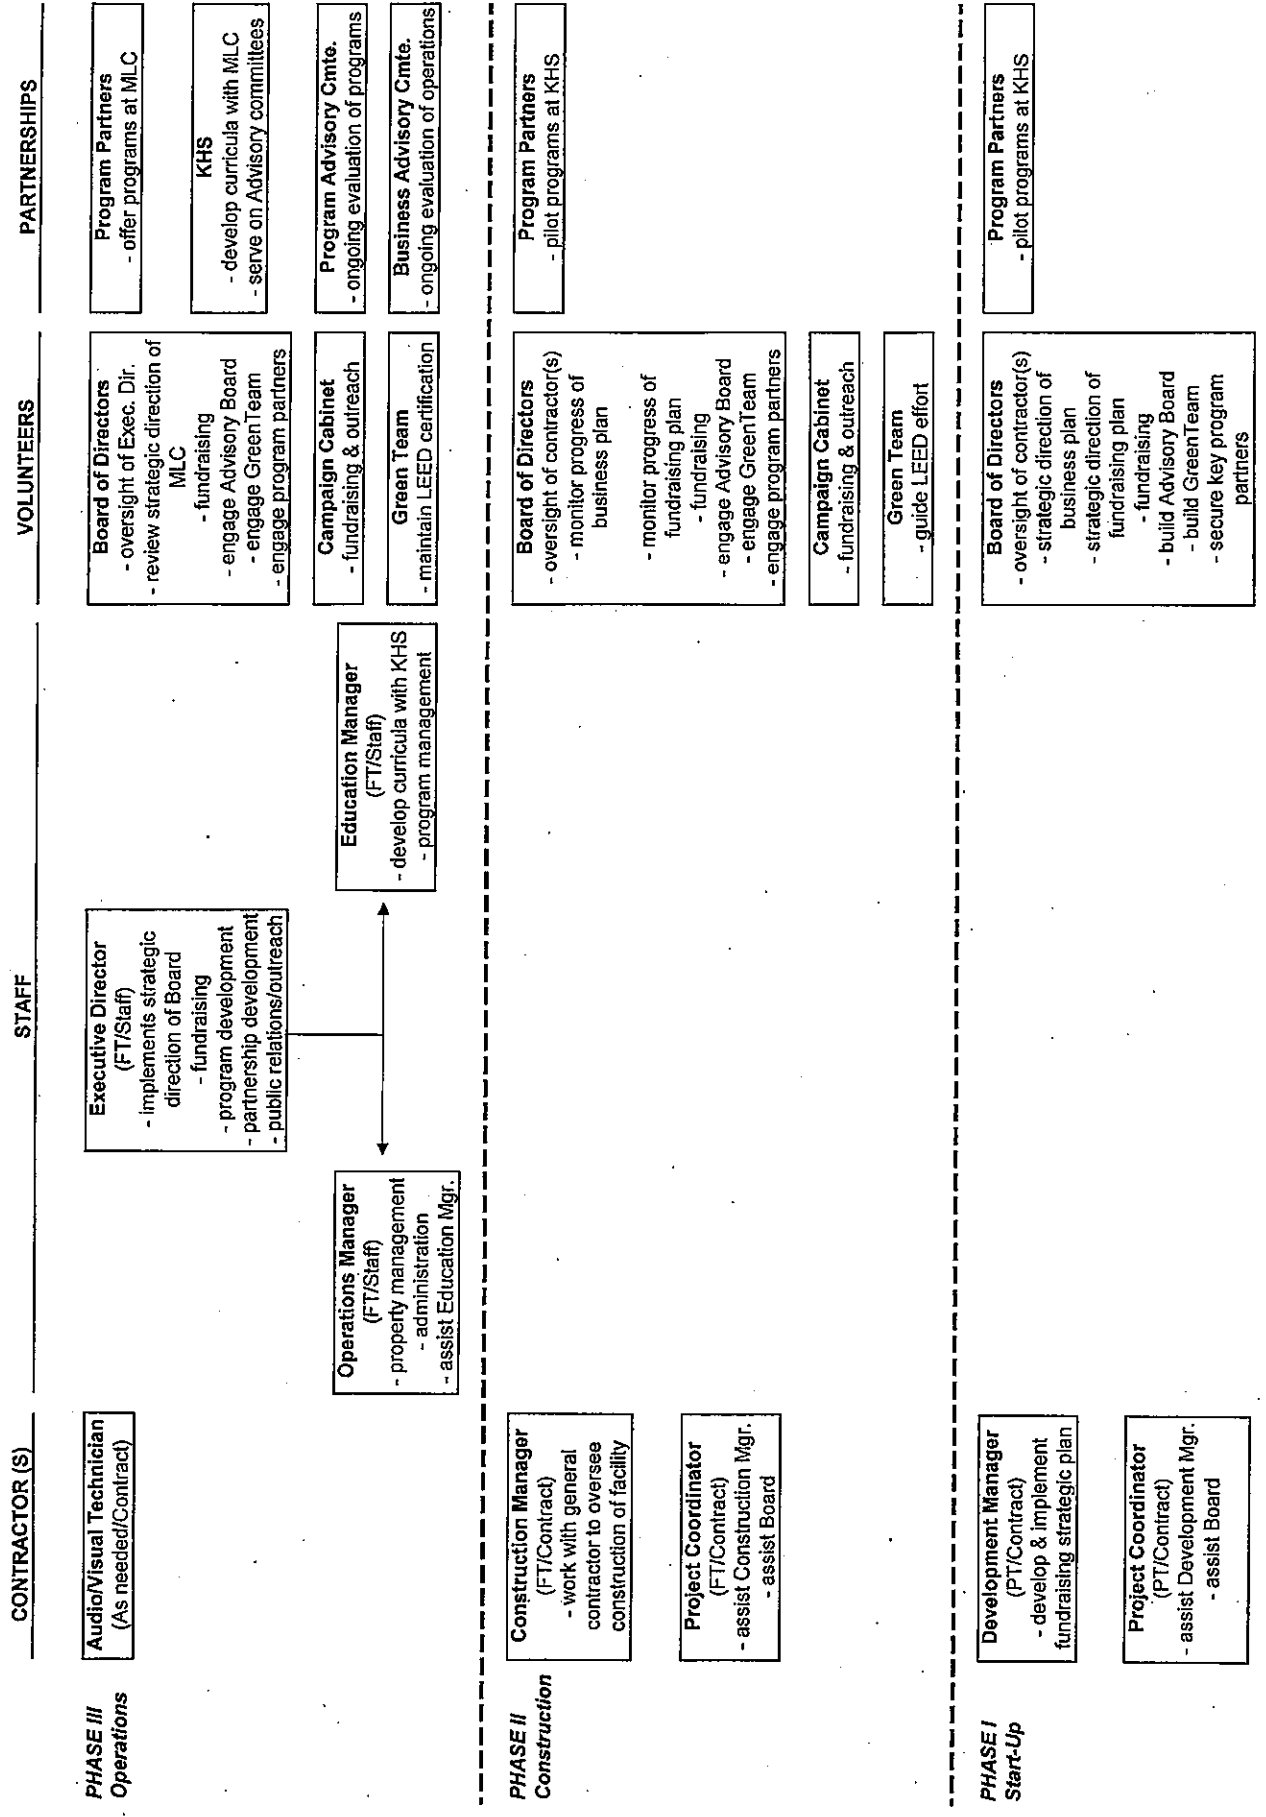 CONTRACTOR (S)
STAFF
VOLUNTEERS
PARTNERSHIPS
PHASE III
Operations
Audio/Visual Technician
(As needed/Contract)
Executive Director
(FT/Staff)
- implements strategic
direction of Board
- fundraising
- program development
- partnership development
- public relations/outreach
Operations Manager
(FT/Staff)
- property management
- administration
- assist Education Mgr.
Education Manager
(FT/Staff)
- develop curricula with KHS
- program management
Board of Directors
- oversight of Exec. Dir.
- review strategic direction of
MLC
- fundraising
- engage Advisory Board
- engage GreenTeam
- engage program partners
Campaign Cabinet
- fundraising & outreach
Green Team
- maintain LEED certification
Program Partners
- offer programs at MLC
KHS
- develop curricula with MLC
- serve on Advisory committees
Program Advisory Cmte.
- ongoing evaluation of programs
Business Advisory Cmte.
- ongoing evaluation of operations
PHASE II
Construction
Construction Manager
(FT/Contract)
- work with general
contractor to oversee
construction of facility
Project Coordinator
(FT/Contract)
- assist Construction Mgr.
- assist Board
Board of Directors
- oversight of contractor(s)
- monitor progress of
business plan
- monitor progress of
fundraising plan
- fundraising
- engage Advisory Board
- engage GreenTeam
- engage program partners
Campaign Cabinet
- fundraising & outreach
Green Team
- guide LEED effort
Program Partners
- pilot programs at KHS
PHASE I
Start-Up
Development Manager
(PT/Contract)
- develop & implement
fundraising strategic plan
Project Coordinator
(PT/Contract)
- assist Development Mgr.
- assist Board
Board of Directors
- oversight of contractor(s)
- strategic direction of
business plan
- strategic direction of
fundraising plan
- fundraising
- build Advisory Board
- build GreenTeam
- secure key program
partners
Program Partners
- pilot programs at KHS